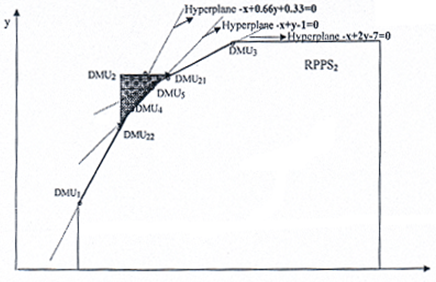 Hyperplane -x+0.66y+0.33=0
y
Hyperplane -x+y-1=0
DMU3
Hyperplane -x+2y-7=0
DMU2
DMU21
RPPS2
DMU5
DMU4
DMU22
DMU1